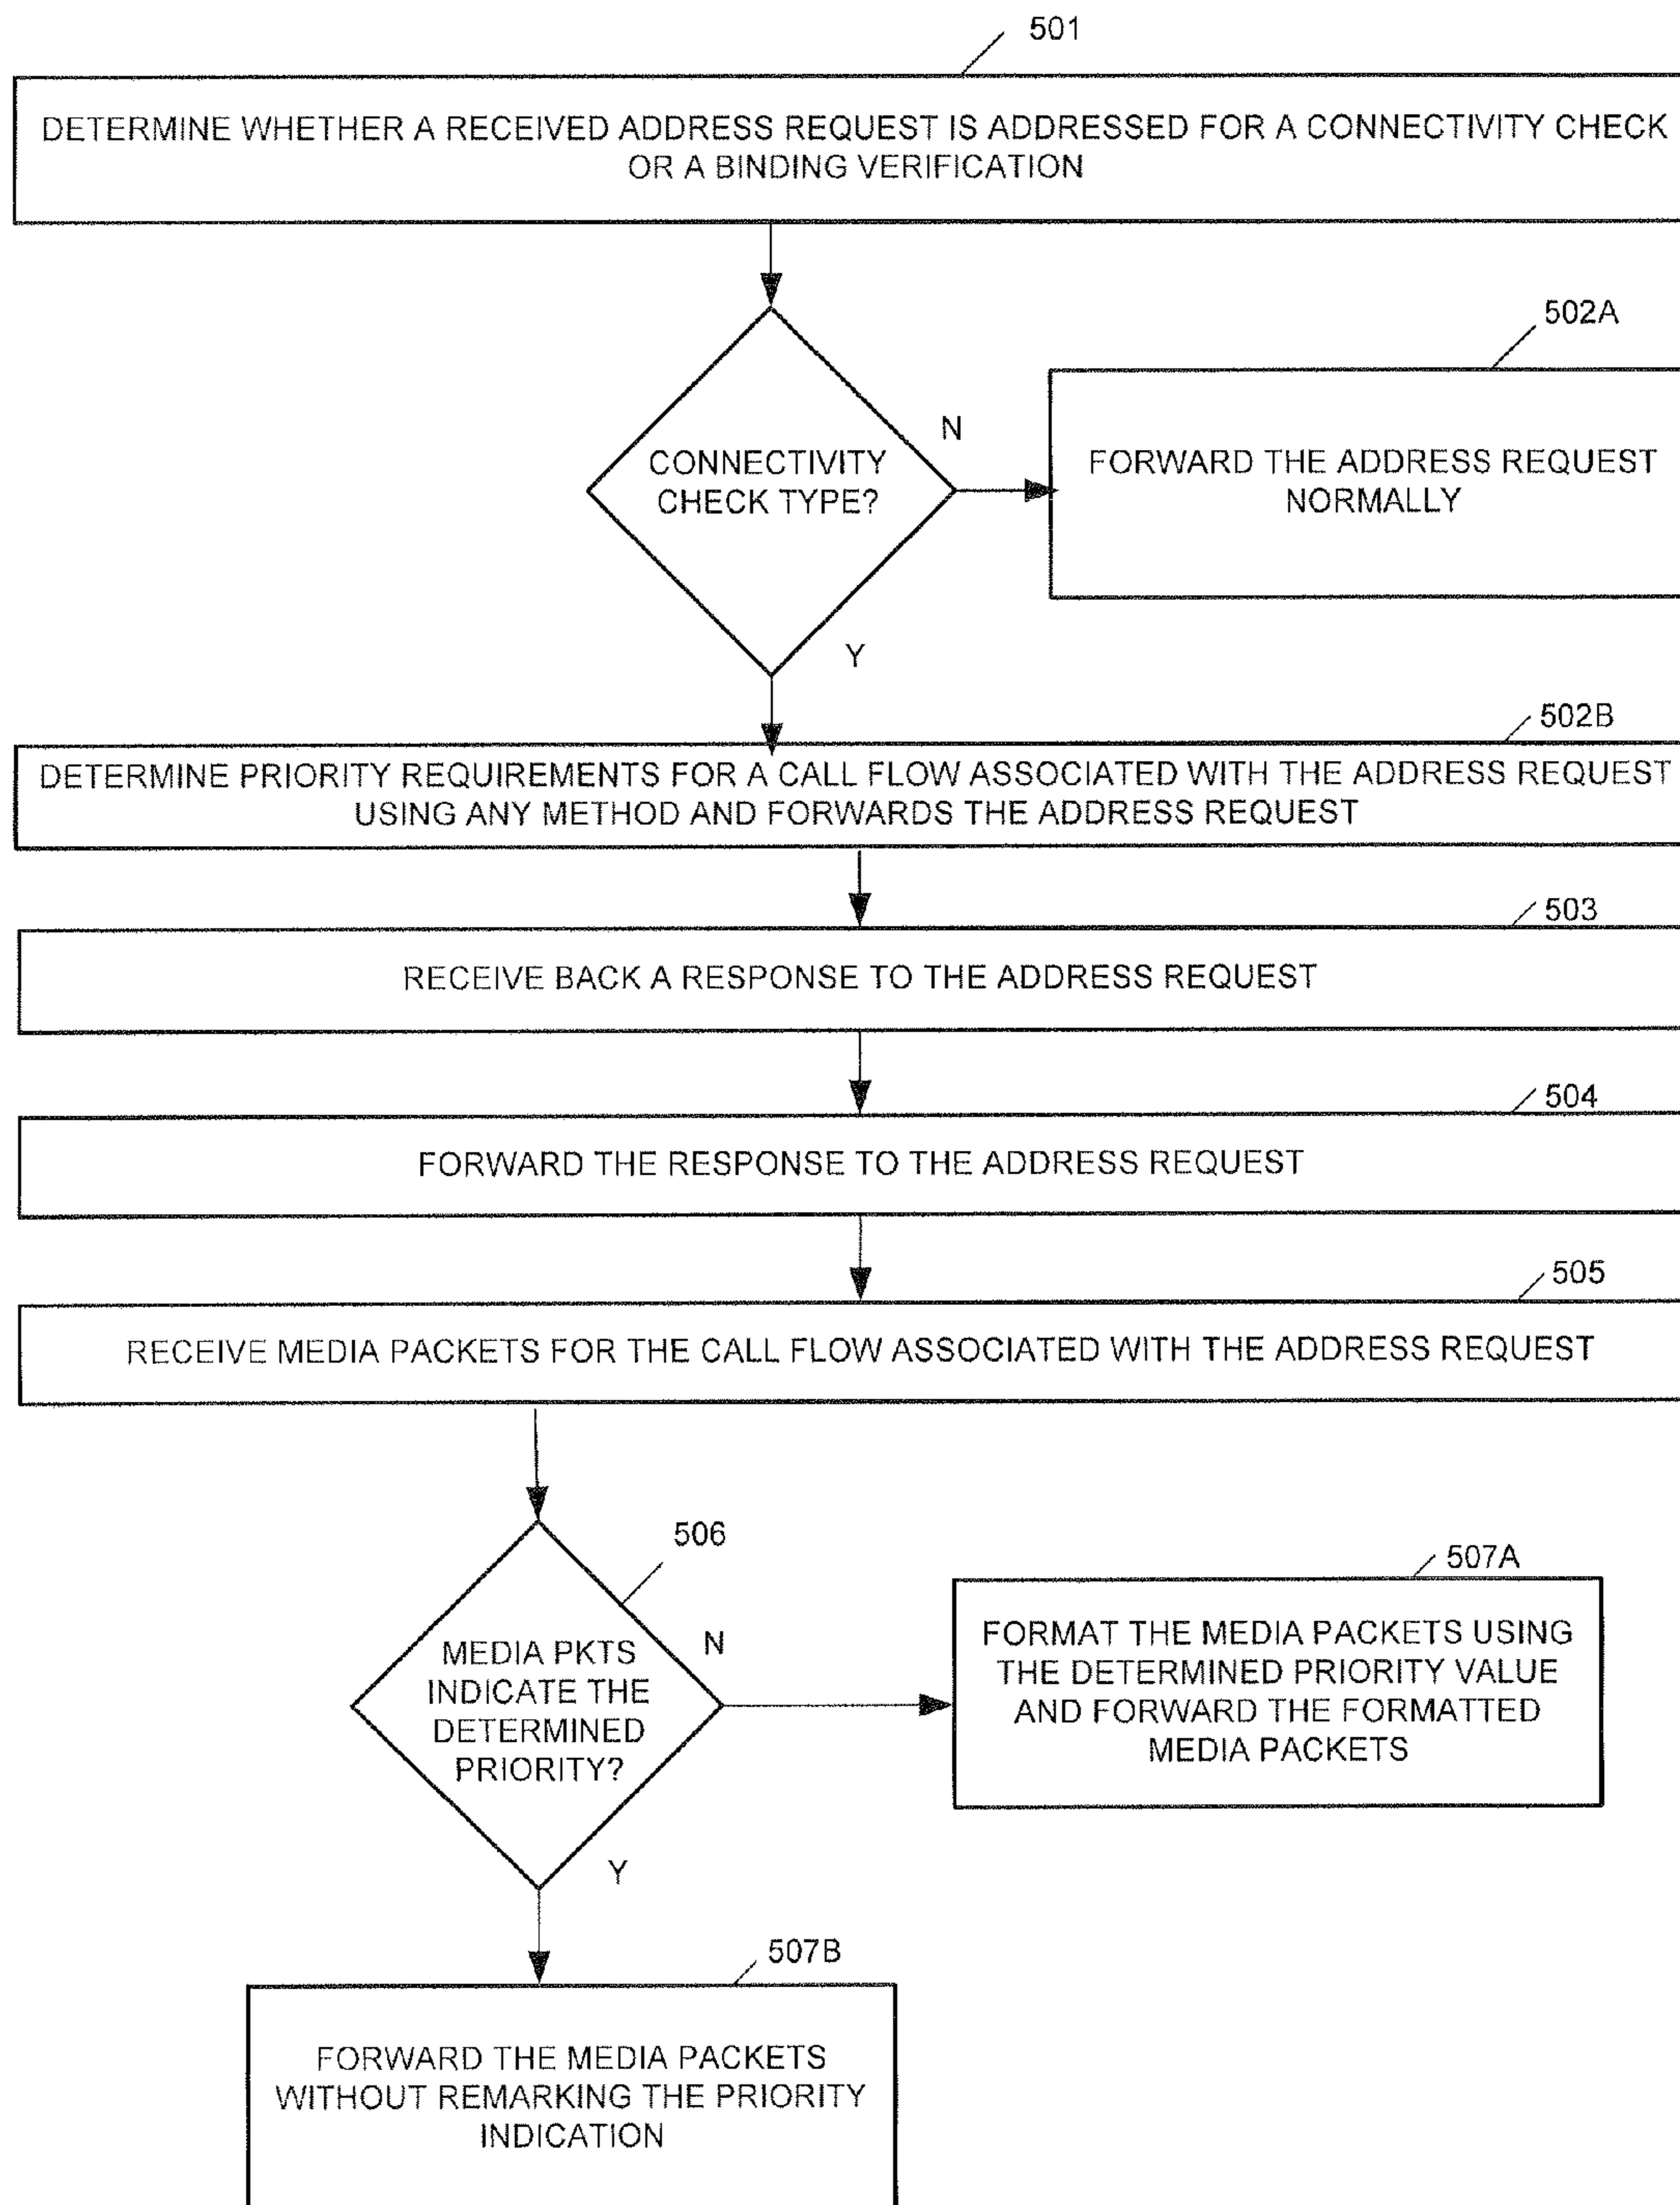 501
DETERMINE WHETHER A RECEIVED ADDRESS REQUEST IS ADDRESSED FOR A CONNECTIVITY CHECK
OR A BINDING VERIFICATION
502A
N
CONNECTIVITY
CHECK TYPE?
FORWARD THE ADDRESS REQUEST
NORMALLY
Y
502B
DETERMINE PRIORITY REQUIREMENTS FOR A CALL FLOW ASSOCIATED WITH THE ADDRESS REQUEST
USING ANY METHOD AND FORWARDS THE ADDRESS REQUEST
503
RECEIVE BACK A RESPONSE TO THE ADDRESS REQUEST
504
FORWARD THE RESPONSE TO THE ADDRESS REQUEST
505
RECEIVE MEDIA PACKETS FOR THE CALL FLOW ASSOCIATED WITH THE ADDRESS REQUEST
506
MEDIA PKTS
INDICATE THE
DETERMINED
PRIORITY?
N
507A
FORMAT THE MEDIA PACKETS USING
THE DETERMINED PRIORITY VALUE
AND FORWARD THE FORMATTED
MEDIA PACKETS
Y
507B
FORWARD THE MEDIA PACKETS
WITHOUT REMARKING THE PRIORITY
INDICATION